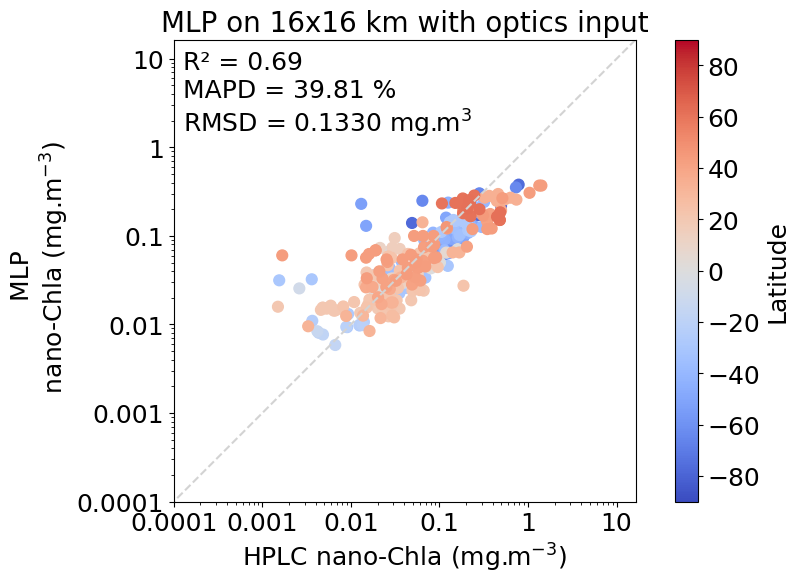 MLP on 16x16 km with optics input
R² = 0.69
MAPD = 39.81 %
RMSD = 0.1330 mg.m³
10
1
0.1
0.01
0.001
0.0001
MLP
nano-Chla (mg.m⁻³)
0.0001 0.001 0.01 0.1 1 10
HPLC nano-Chla (mg.m⁻³)
80
60
40
20
0
−20
−40
−60
−80
Latitude